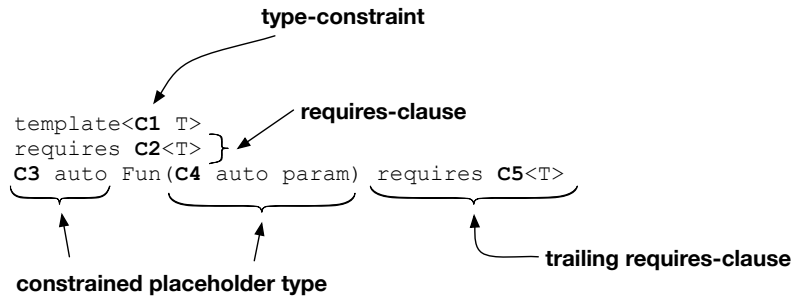 type-constraint
template<C1 T>
requires-clause
requires C2<T>
C3 auto Fun(C4 auto param) requires C5<T>
trailing requires-clause
constrained placeholder type